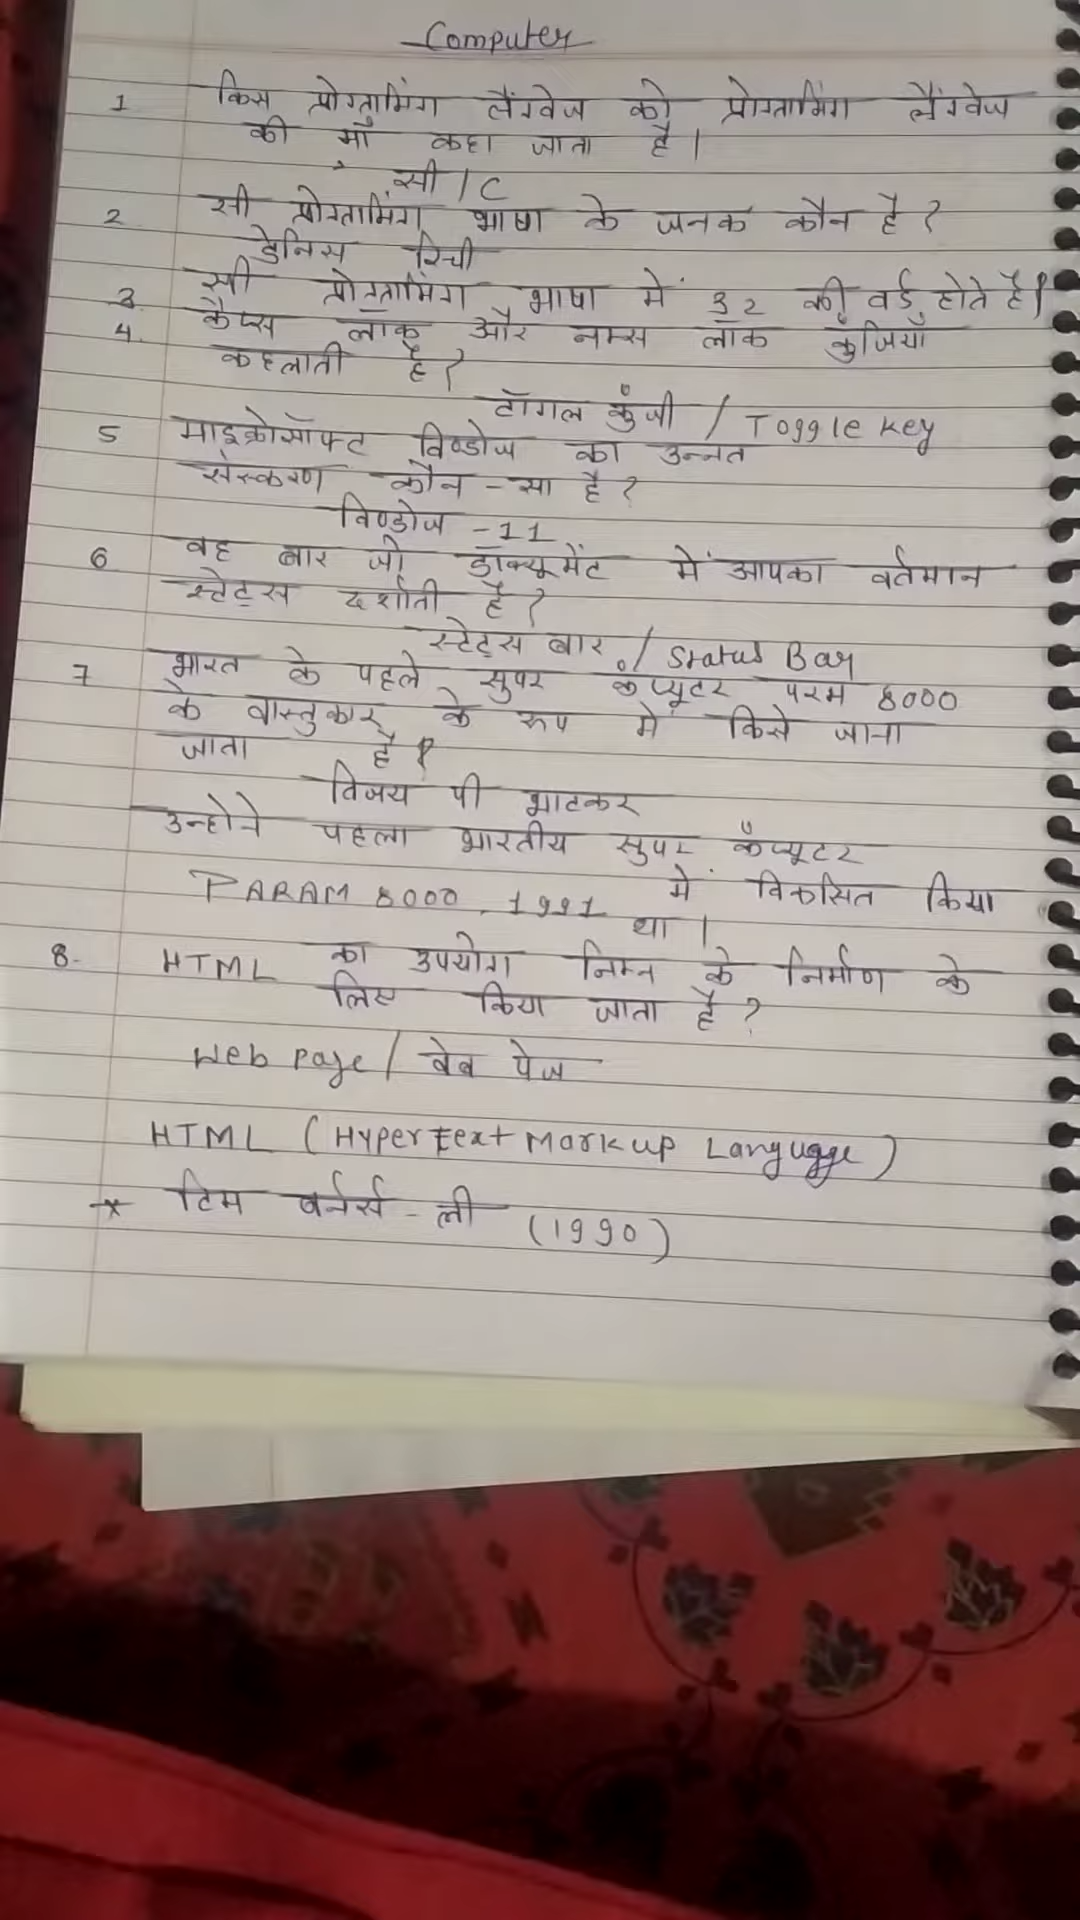 Computer
1 किस प्रोग्रामिंग लैंग्वेज को प्रोग्रामिंग लैंग्वेज
की माँ कहा जाता है।
सी / C
2 सी प्रोग्रामिंग भाषा के जनक कौन है?
डेनिस रिची
3. सी प्रोग्रामिंग भाषा में 32 की वर्ड होते है।
4. कैप्स लॉक और नम्स लॉक कुंजियाँ
कहलाती है?
टॉगल कुंजी / Toggle key
5 माइक्रोसॉफ्ट विण्डोज का उन्नत
संस्करण कौन-सा है?
विण्डोज -11
6 वह बार जो डॉक्यूमेंट में आपका वर्तमान
स्टेट्स दर्शाती है?
स्टेट्स बार / Status Bar
7 भारत के पहले सुपर कंप्यूटर परम 8000
के वास्तुकार के रूप में किसे जाना
जाता है?
विजय पी भाटकर
उन्होने पहला भारतीय सुपर कँप्यूटर
PARAM 8000, 1991 में विकसित किया
था।
8. HTML का उपयोग निम्न के निर्माण के
लिए किया जाता है?
Web page / वेब पेज
HTML (Hyper Text Markup Langugge)
* टिम बर्नर्स-ली (1990)